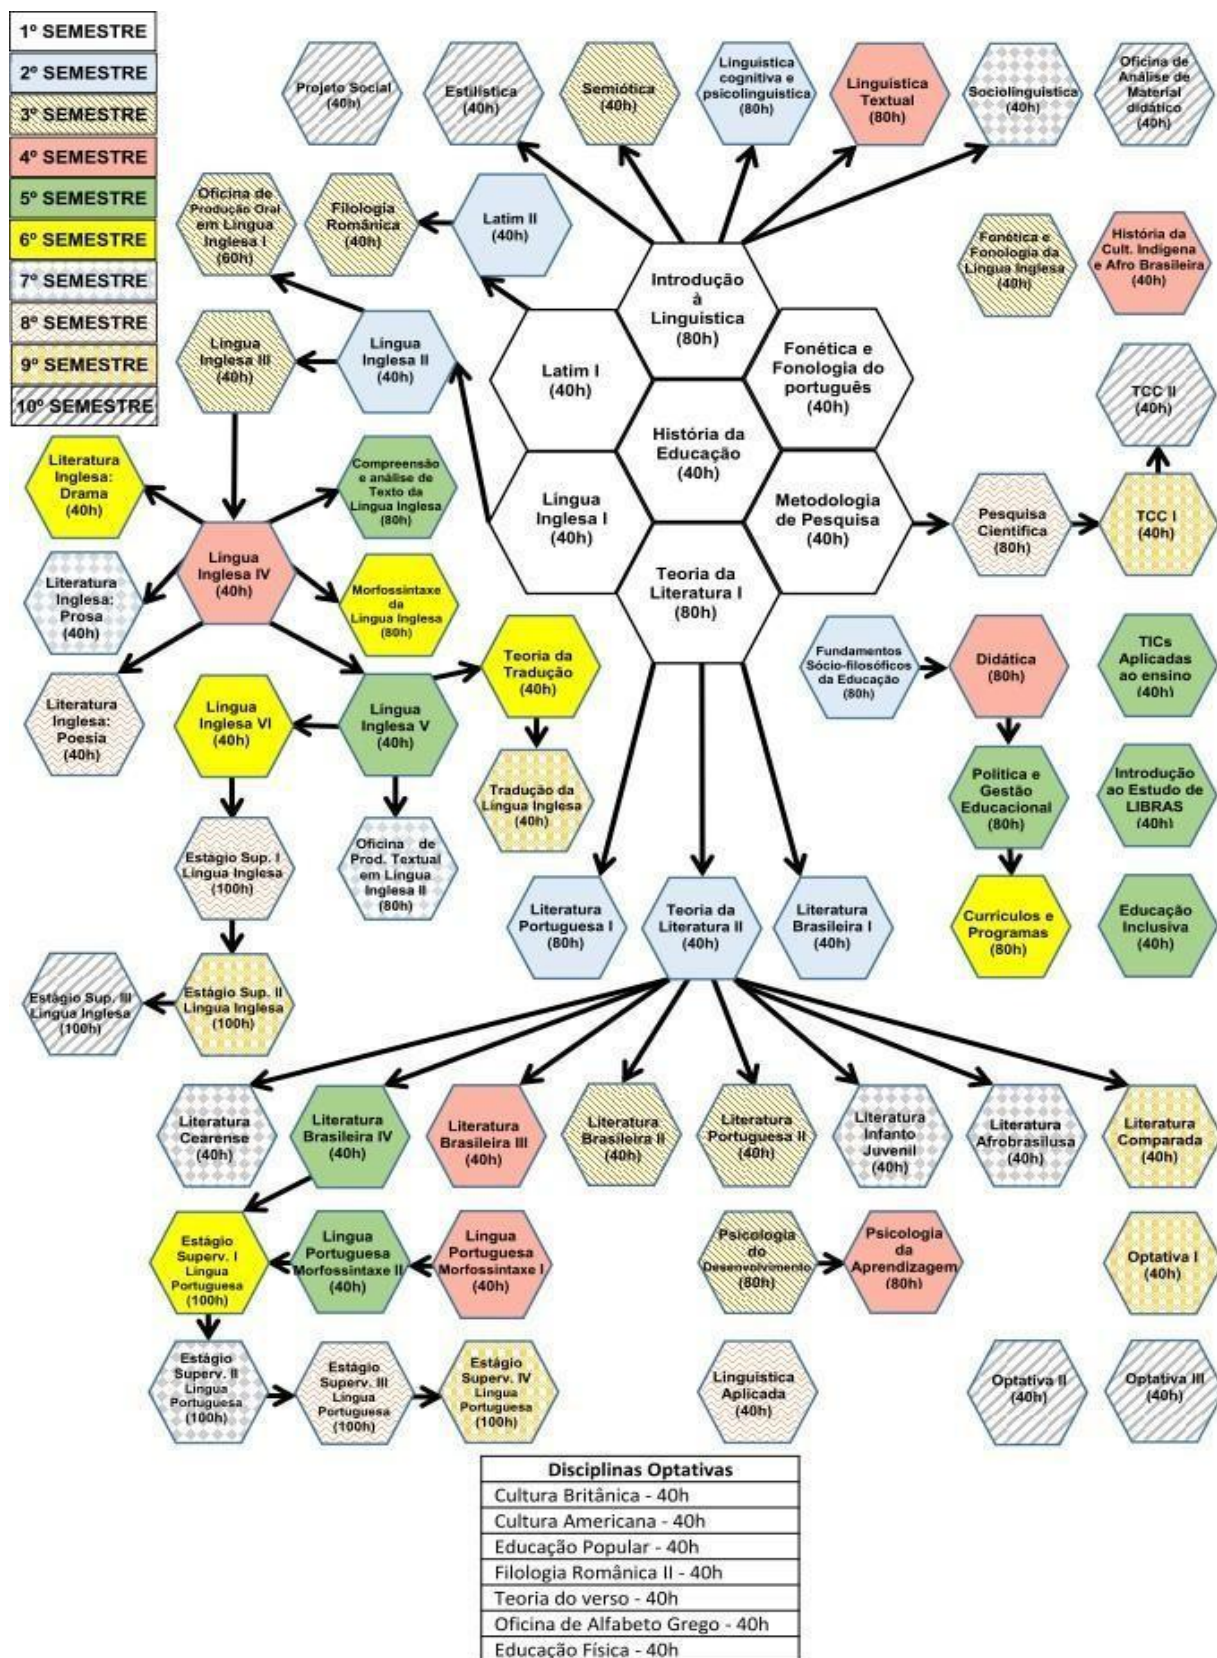 1º SEMESTRE
2º SEMESTRE
3º SEMESTRE
4º SEMESTRE
5º SEMESTRE
6º SEMESTRE
7º SEMESTRE
8º SEMESTRE
9º SEMESTRE
10º SEMESTRE
Projeto Social
(40h)
Estilística
(40h)
Semiótica
(40h)
Linguística
cognitiva e
psicolinguistica
(80h)
Linguística
Textual
(80h)
Sociolinguistica
(40h)
Oficina de
Análise de
Material
didático
(40h)
Oficina de
Produção Oral
em Língua
Inglesa I
(60h)
Filologia
Românica
(40h)
Latim II
(40h)
Introdução
à
Linguistica
(80h)
Fonética e
Fonologia da
Língua Inglesa
(40h)
História da
Cult. Indigena
e Afro Brasileira
(40h)
Língua
Inglesa III
(40h)
Língua
Inglesa II
(40h)
Latim I
(40h)
Fonética e
Fonologia do
português
(40h)
TCC II
(40h)
História da
Educação
(40h)
Literatura
Inglesa:
Drama
(40h)
Compreensão
e análise de
Texto da
Língua Inglesa
(80h)
Língua
Inglesa I
(40h)
Metodologia
de Pesquisa
(40h)
Pesquisa
Científica
(80h)
TCC I
(40h)
Língua
Inglesa IV
(40h)
Literatura
Inglesa:
Prosa
(40h)
Morfossintaxe
da
Língua Inglesa
(80h)
Teoria da
Literatura I
(80h)
Teoria da
Tradução
(40h)
Fundamentos
Sócio-filosóficos
da Educação
(80h)
Didática
(80h)
TICs
Aplicadas
ao ensino
(40h)
Literatura
Inglesa:
Poesia
(40h)
Língua
Inglesa VI
(40h)
Língua
Inglesa V
(40h)
Tradução da
Língua Inglesa
(40h)
Politica e
Gestão
Educacional
(80h)
Introdução
ao Estudo de
LIBRAS
(40h)
Estágio Sup. I
Língua Inglesa
(100h)
Oficina de
Prod. Textual
em Língua
Inglesa II
(80h)
Literatura
Portuguesa I
(80h)
Teoria da
Literatura II
(40h)
Literatura
Brasileira I
(40h)
Currículos e
Programas
(80h)
Educação
Inclusiva
(40h)
Estágio Sup. III
Língua Inglesa
(100h)
Estágio Sup. II
Língua Inglesa
(100h)
Literatura
Cearense
(40h)
Literatura
Brasileira IV
(40h)
Literatura
Brasileira III
(40h)
Literatura
Brasileira II
(40h)
Literatura
Portuguesa II
(40h)
Literatura
Infanto
Juvenil
(40h)
Literatura
Afrobrasilusa
(40h)
Literatura
Comparada
(40h)
Estágio
Superv. I
Língua
Portuguesa
(100h)
Língua
Portuguesa
Morfossintaxe II
(40h)
Língua
Portuguesa
Morfossintaxe I
(40h)
Psicologia
do
Desenvolvimento
(80h)
Psicologia
da
Aprendizagem
(80h)
Optativa I
(40h)
Estágio
Superv. II
Língua
Portuguesa
(100h)
Estágio
Superv. III
Língua
Portuguesa
(100h)
Estágio
Superv. IV
Língua
Portuguesa
(100h)
Linguística
Aplicada
(40h)
Optativa II
(40h)
Optativa III
(40h)
Disciplinas Optativas
Cultura Britânica - 40h
Cultura Americana - 40h
Educação Popular - 40h
Filologia Românica II - 40h
Teoria do verso - 40h
Oficina de Alfabeto Grego - 40h
Educação Física - 40h